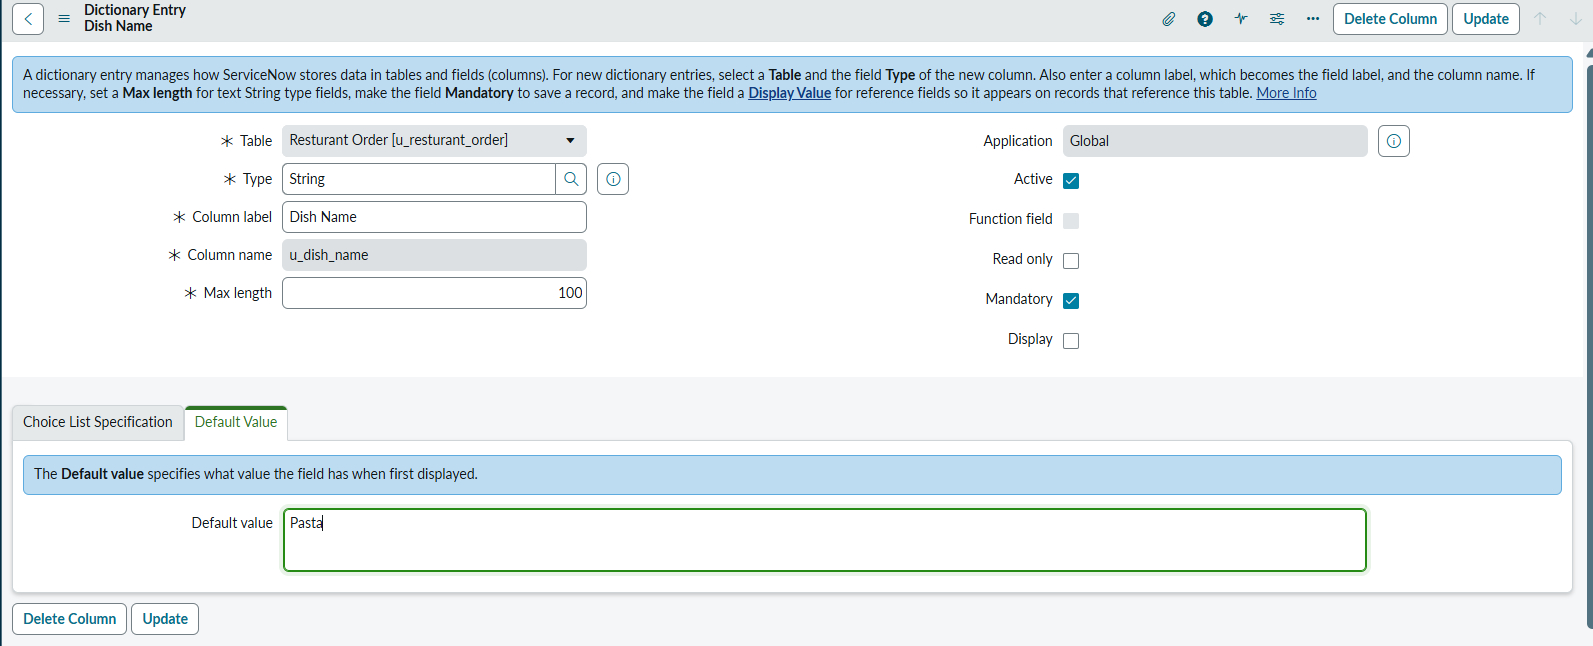 Dictionary Entry
Dish Name
Delete Column
Update
A dictionary entry manages how ServiceNow stores data in tables and fields (columns). For new dictionary entries, select a Table and the field Type of the new column. Also enter a column label, which becomes the field label, and the column name. If
necessary, set a Max length for text String type fields, make the field Mandatory to save a record, and make the field a Display Value for reference fields so it appears on records that reference this table. More Info
Table
Resturant Order [u_resturant_order]
Type
String
Column label
Dish Name
Column name
u_dish_name
Max length
100
Application
Global
Active
Function field
Read only
Mandatory
Display
Choice List Specification
Default Value
The Default value specifies what value the field has when first displayed.
Default value
Pasta
Delete Column
Update